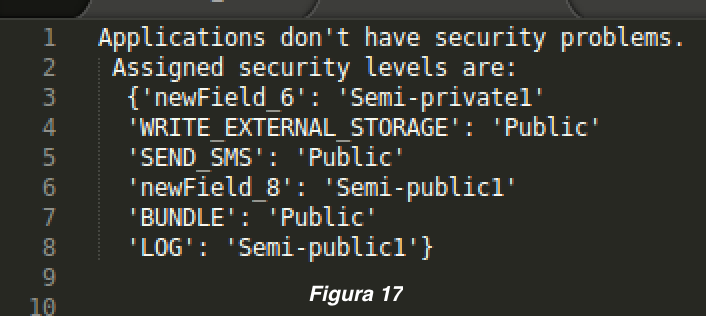 1 Applications don't have security problems.
2 Assigned security levels are:
3 {'newField_6': 'Semi-private1'
4 'WRITE_EXTERNAL_STORAGE': 'Public'
5 'SEND_SMS': 'Public'
6 'newField_8': 'Semi-public1'
7 'BUNDLE': 'Public'
8 'LOG': 'Semi-public1'}
9
Figura 17
10